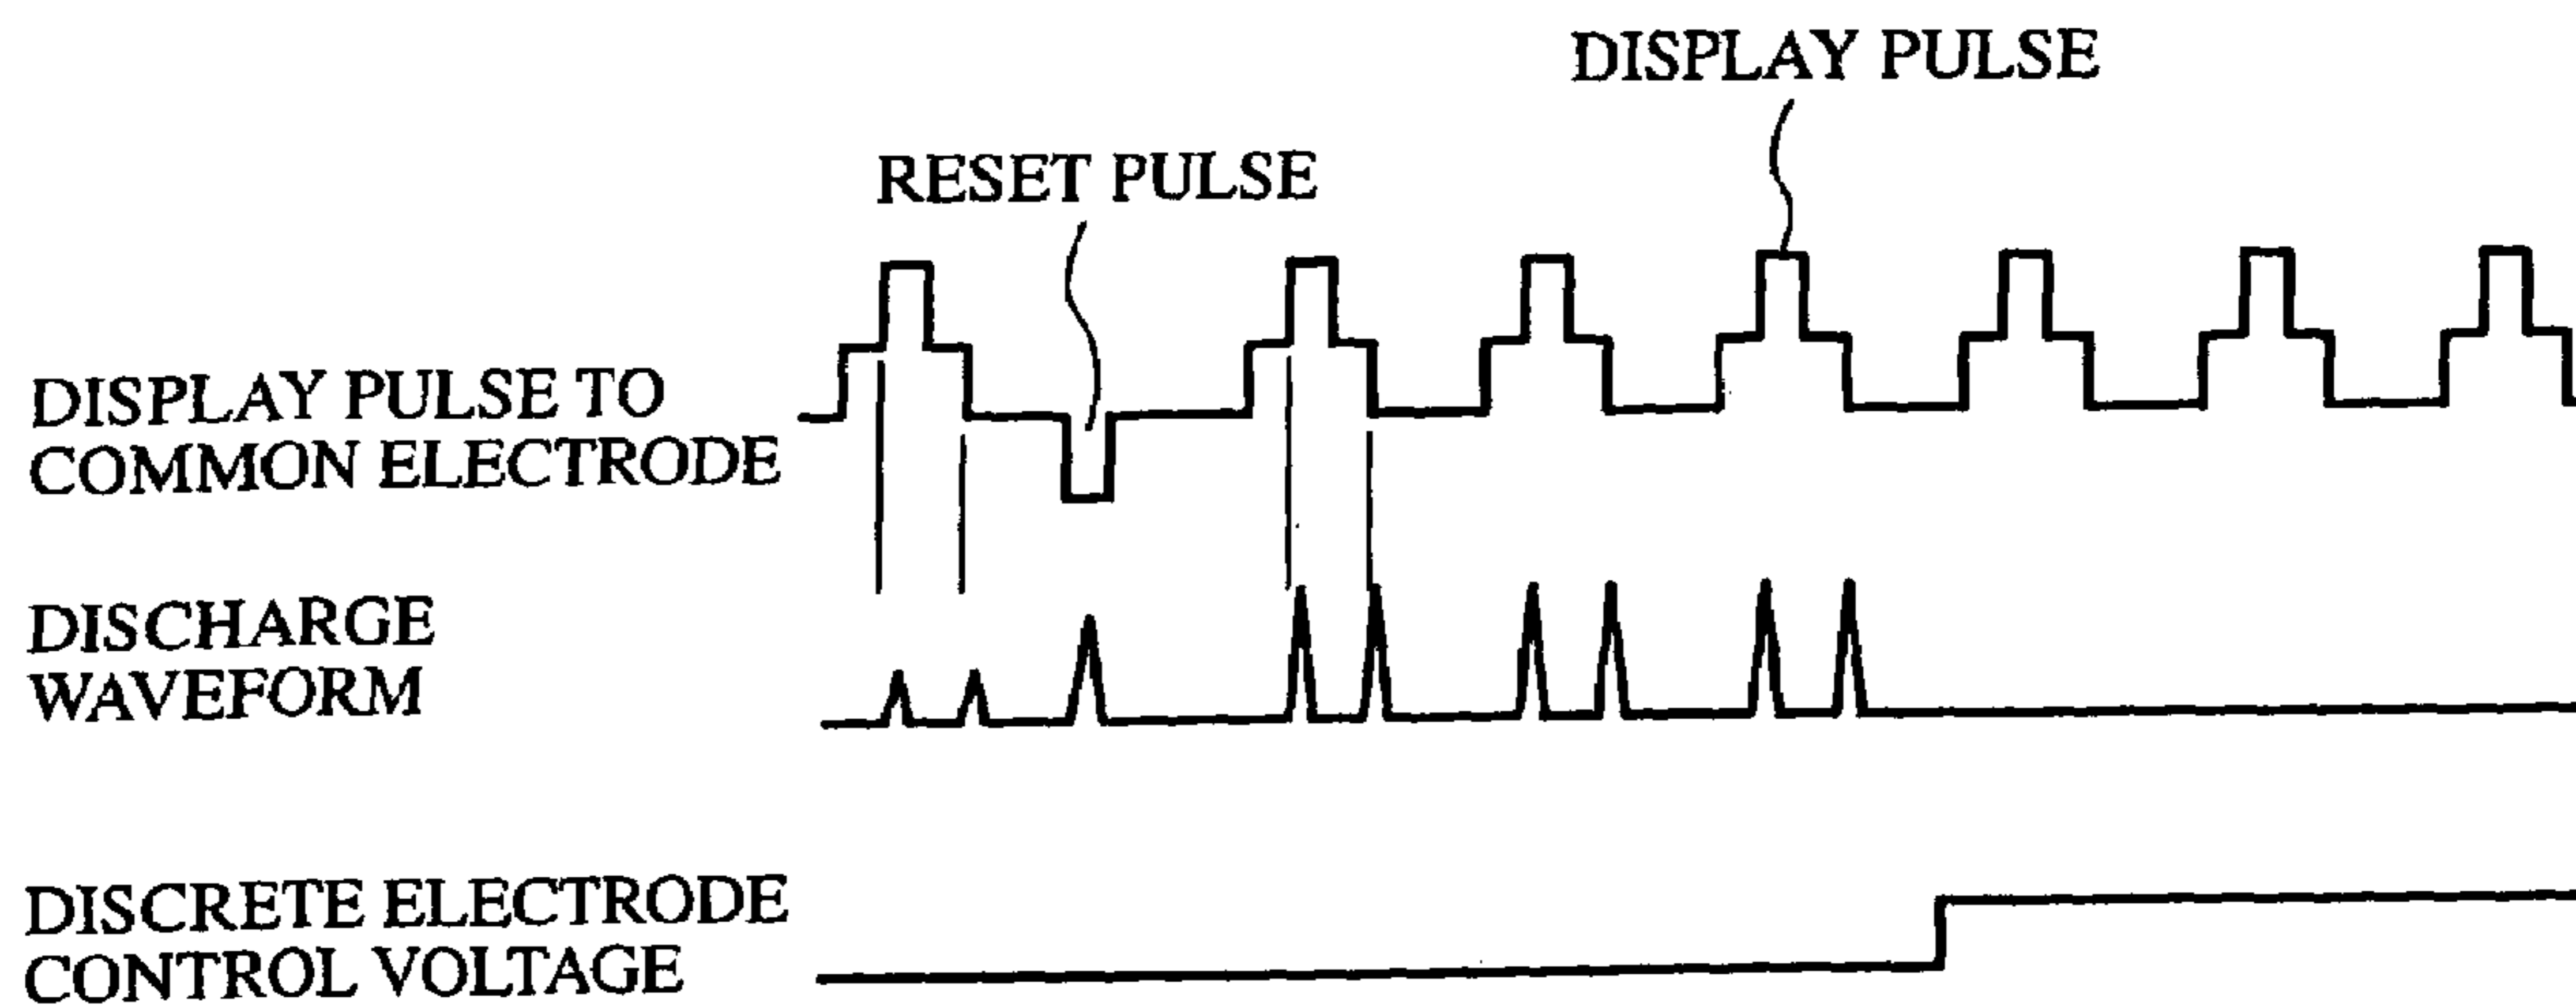 DISPLAY PULSE
RESET PULSE
DISPLAY PULSE TO
COMMON ELECTRODE
DISCHARGE
WAVEFORM
DISCRETE ELECTRODE
CONTROL VOLTAGE